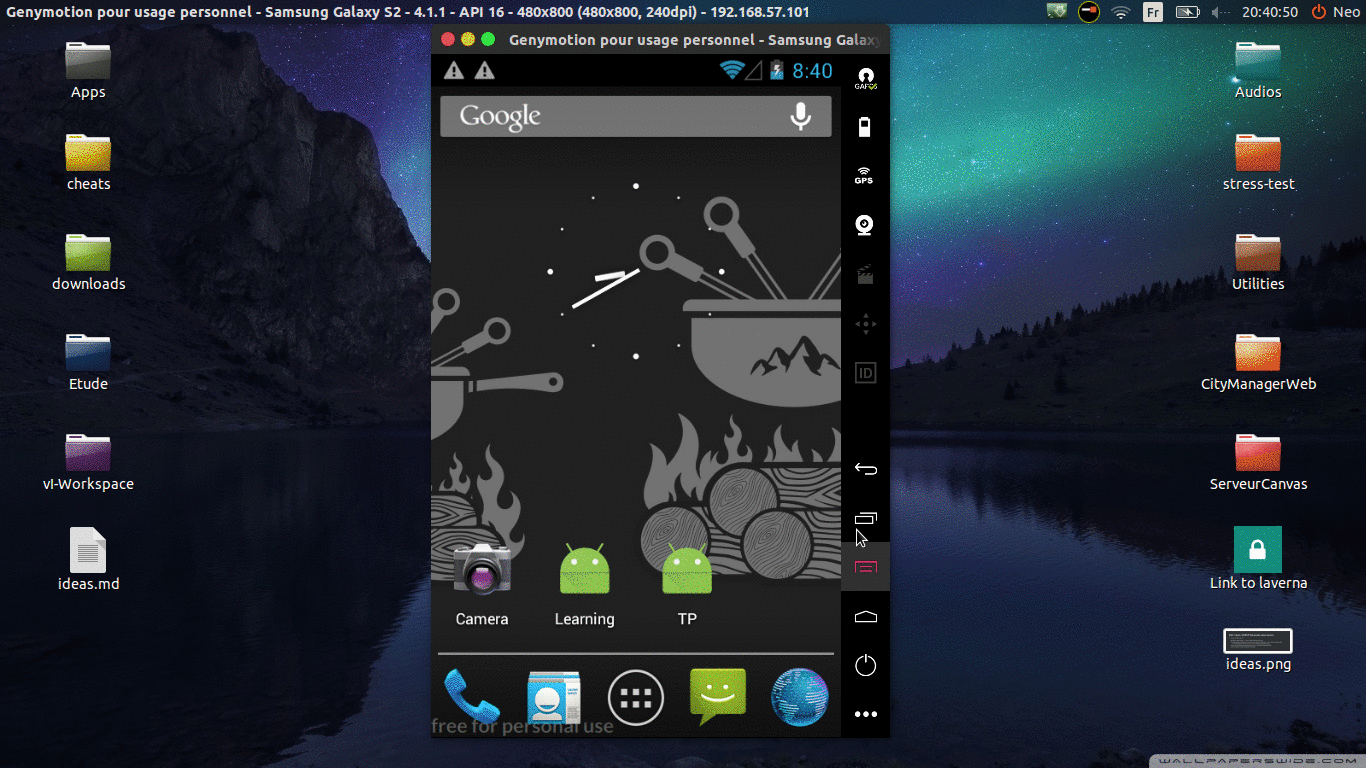 Genymotion pour usage personnel - Samsung Galaxy S2 - 4.1.1 - API 16 - 480x800 (480x800, 240dpi) - 192.168.57.101
Fr
20:40:50
Neo
Genymotion pour usage personnel - Samsung Galaxy
8:40
Google
GPS
ID
Camera
Learning
TP
free for personal use
Apps
cheats
downloads
Etude
vI-Workspace
ideas.md
Audios
stress-test
Utilities
CityManagerWeb
ServeurCanvas
Link to laverna
ideas.png
WALLPAPERSWIDE.COM